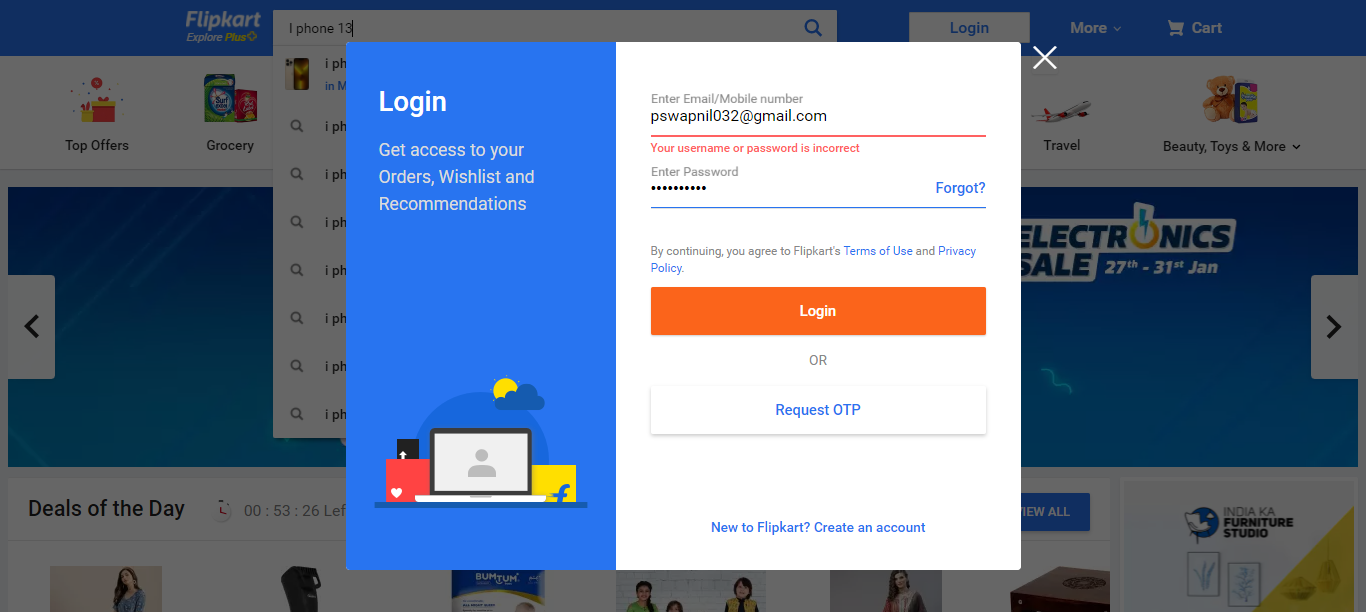 Flipkart
Explore Plus
I phone 13
Login
More
Cart
i ph
in M
i ph
i ph
i ph
i ph
i ph
i ph
i ph
Top Offers
Grocery
Travel
Beauty, Toys & More
Login
Get access to your
Orders, Wishlist and
Recommendations
Enter Email/Mobile number
pswapnil032@gmail.com
Your username or password is incorrect
Enter Password
••••••••••
Forgot?
By continuing, you agree to Flipkart's Terms of Use and Privacy
Policy.
Login
OR
Request OTP
New to Flipkart? Create an account
ELECTRONICS
SALE 27th - 31st Jan
Deals of the Day
00 : 53 : 26 Lef
VIEW ALL
INDIA KA
FURNITURE
STUDIO
BUMTUM